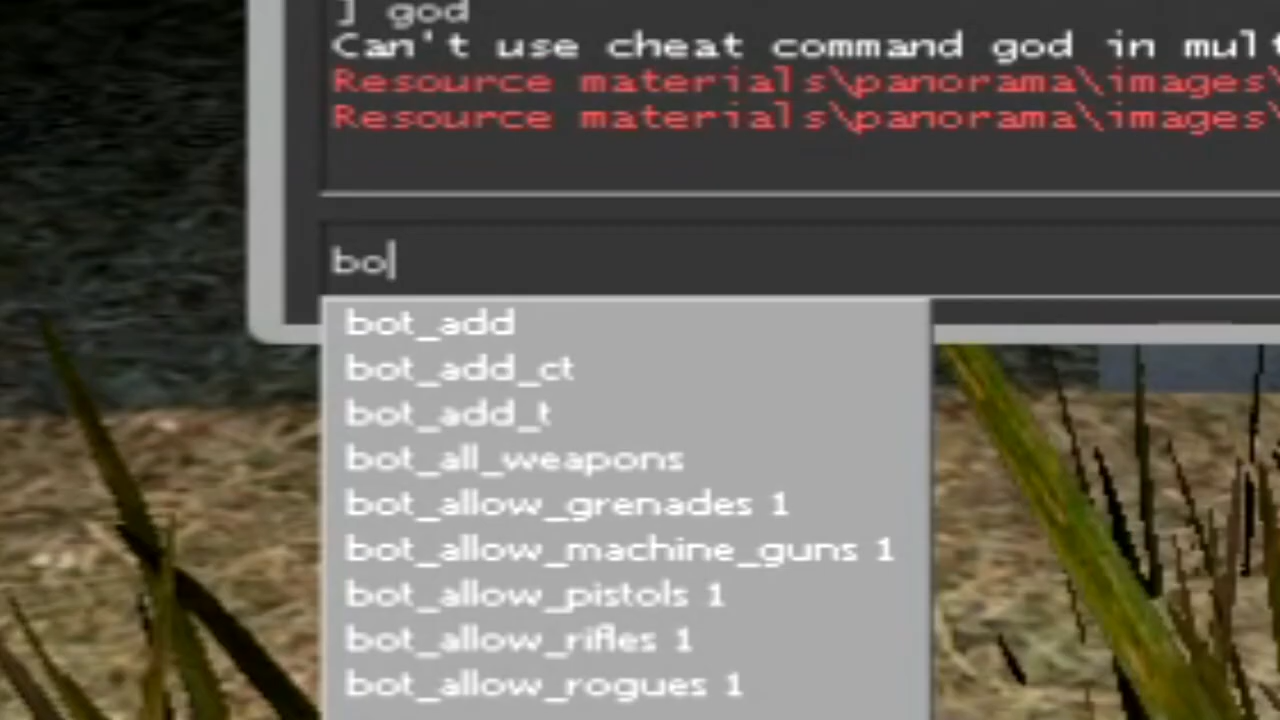 ] god
Can't use cheat command god in mult
Resource materials\panorama\images\
Resource materials\panorama\images\
bo
bot_add
bot_add_ct
bot_add_t
bot_all_weapons
bot_allow_grenades 1
bot_allow_machine_guns 1
bot_allow_pistols 1
bot_allow_rifles 1
bot_allow_rogues 1